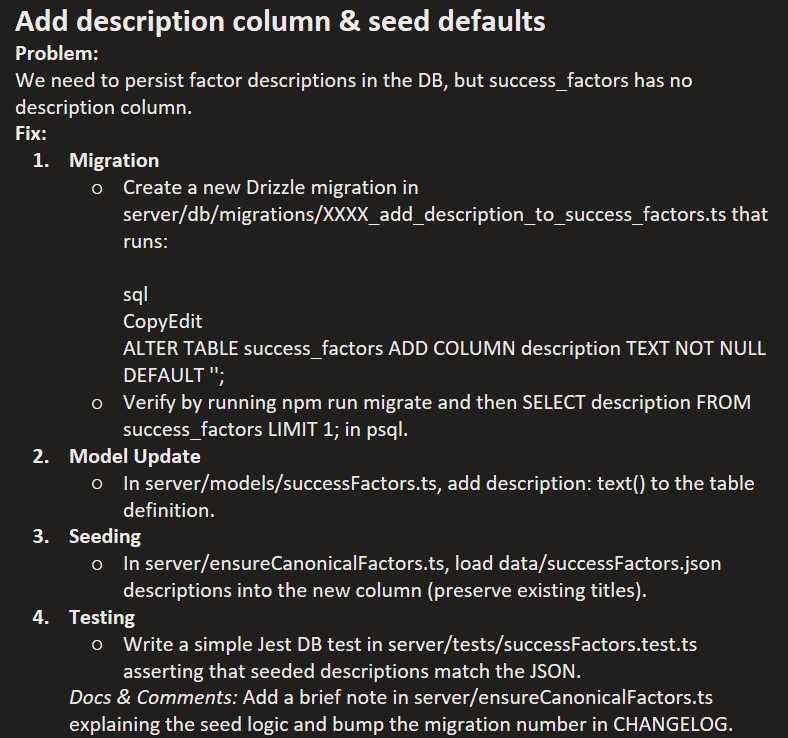 Add description column & seed defaults
Problem:
We need to persist factor descriptions in the DB, but success_factors has no
description column.
Fix:
1. Migration
o Create a new Drizzle migration in
server/db/migrations/XXXX_add_description_to_success_factors.ts that
runs:
sql
CopyEdit
ALTER TABLE success_factors ADD COLUMN description TEXT NOT NULL
DEFAULT '';
o Verify by running npm run migrate and then SELECT description FROM
success_factors LIMIT 1; in psql.
2. Model Update
o In server/models/successFactors.ts, add description: text() to the table
definition.
3. Seeding
o In server/ensureCanonicalFactors.ts, load data/successFactors.json
descriptions into the new column (preserve existing titles).
4. Testing
o Write a simple Jest DB test in server/tests/successFactors.test.ts
asserting that seeded descriptions match the JSON.
Docs & Comments: Add a brief note in server/ensureCanonicalFactors.ts
explaining the seed logic and bump the migration number in CHANGELOG.